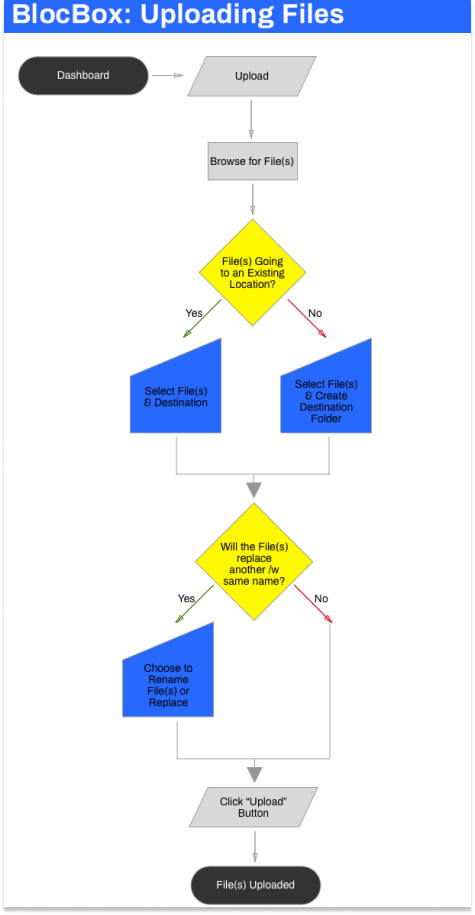 BlocBox: Uploading Files
Dashboard
Upload
Browse for File(s)
File(s) Going
to an Existing
Location?
Yes
No
Select File(s)
& Destination
Select File(s)
& Create
Destination
Folder
Will the File(s)
replace
another /w
same name?
Yes
No
Choose to
Rename
File(s) or
Replace
Click “Upload”
Button
File(s) Uploaded